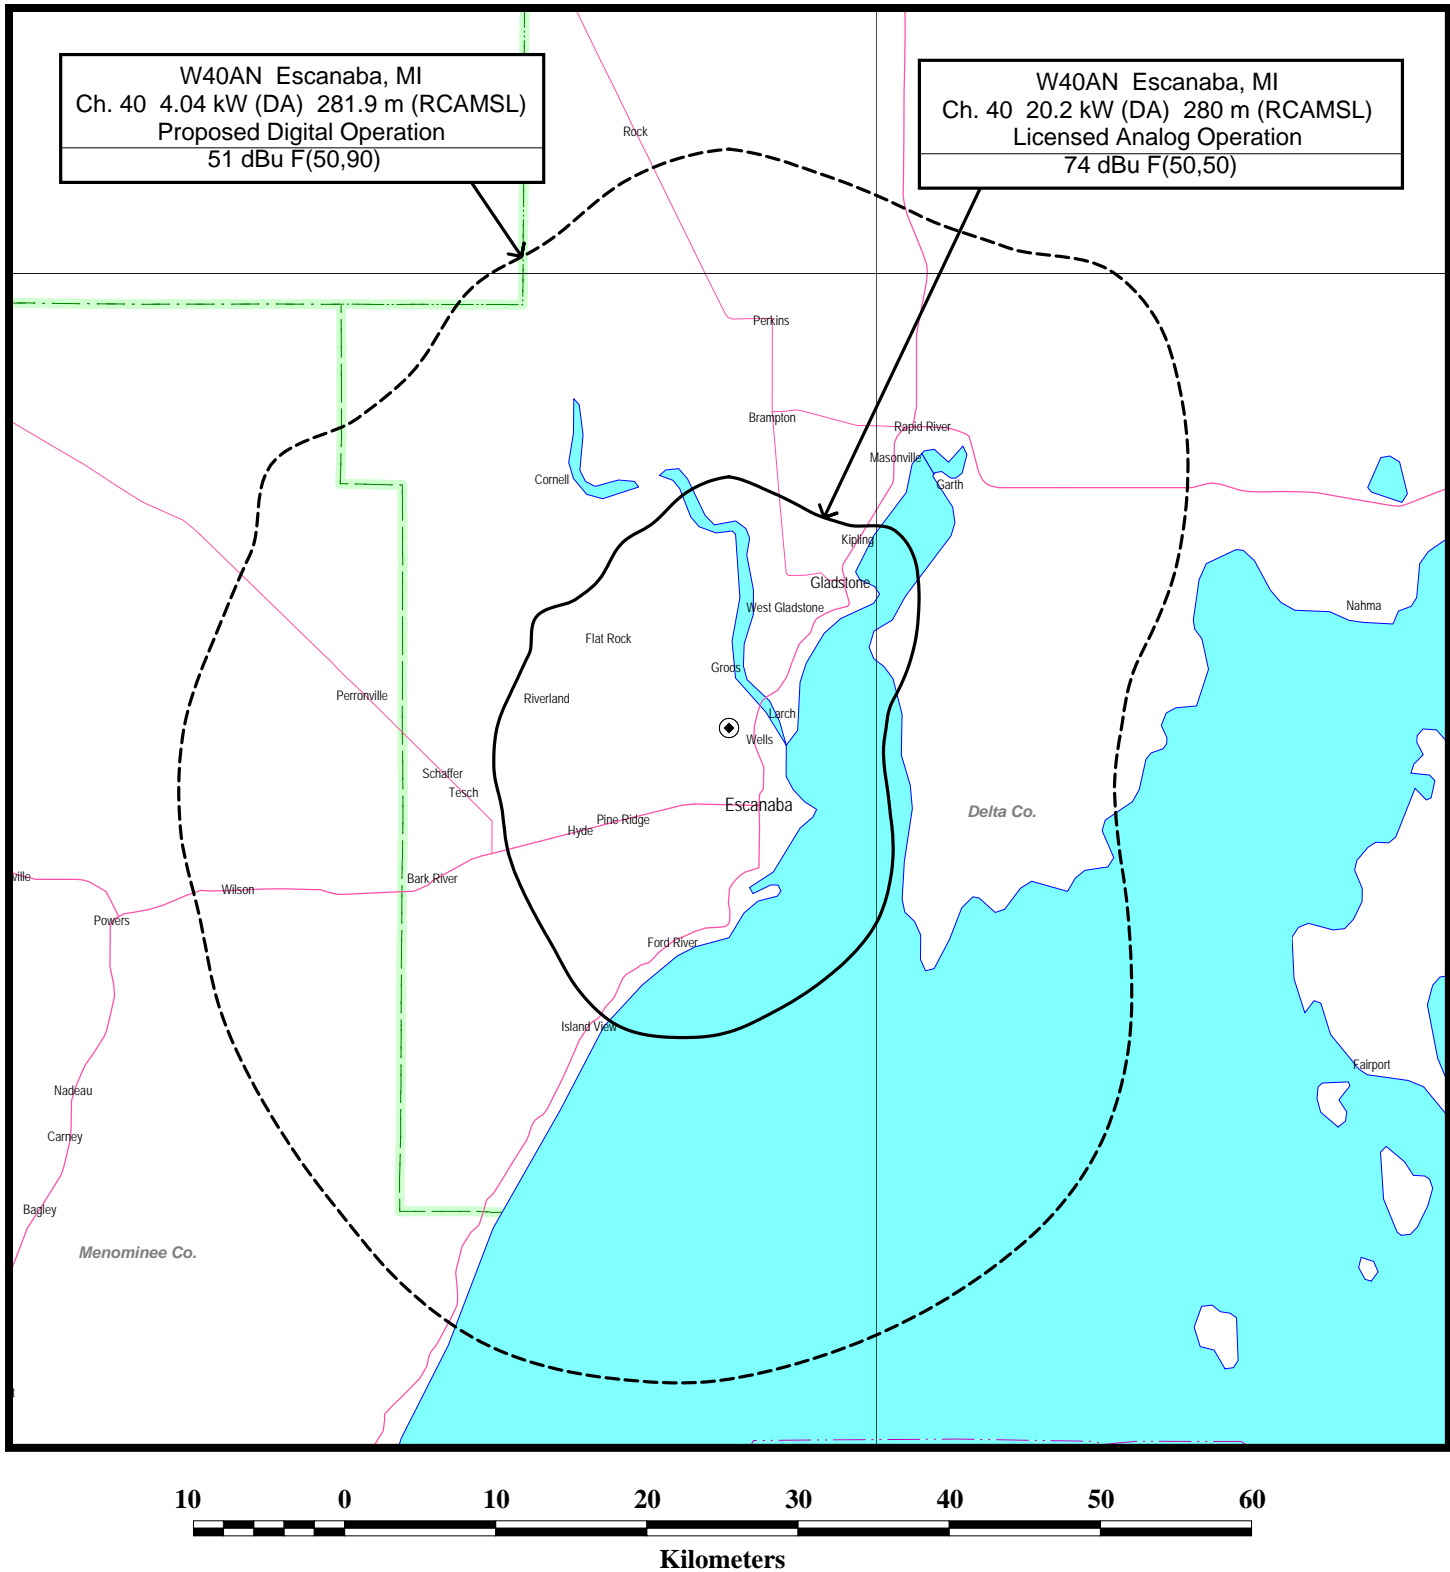 W40AN Escanaba, MI
Ch. 40 4.04 kW (DA) 281.9 m (RCAMSL)
Proposed Digital Operation
51 dBu F(50,90)
W40AN Escanaba, MI
Ch. 40 20.2 kW (DA) 280 m (RCAMSL)
Licensed Analog Operation
74 dBu F(50,50)
Rock
Perkins
Brampton
Rapid River
Masonville
Cornell
Garth
Kipling
Gladstone
West Gladstone
Nahma
Flat Rock
Groos
Perronville
Riverland
Larch
Wells
Schaffer
Tesch
Escanaba
Delta Co.
Pine Ridge
Hyde
ville
Bark River
Wilson
Powers
Ford River
Island View
Fairport
Nadeau
Carney
Bagley
Menominee Co.
10 0 10 20 30 40 50 60
Kilometers